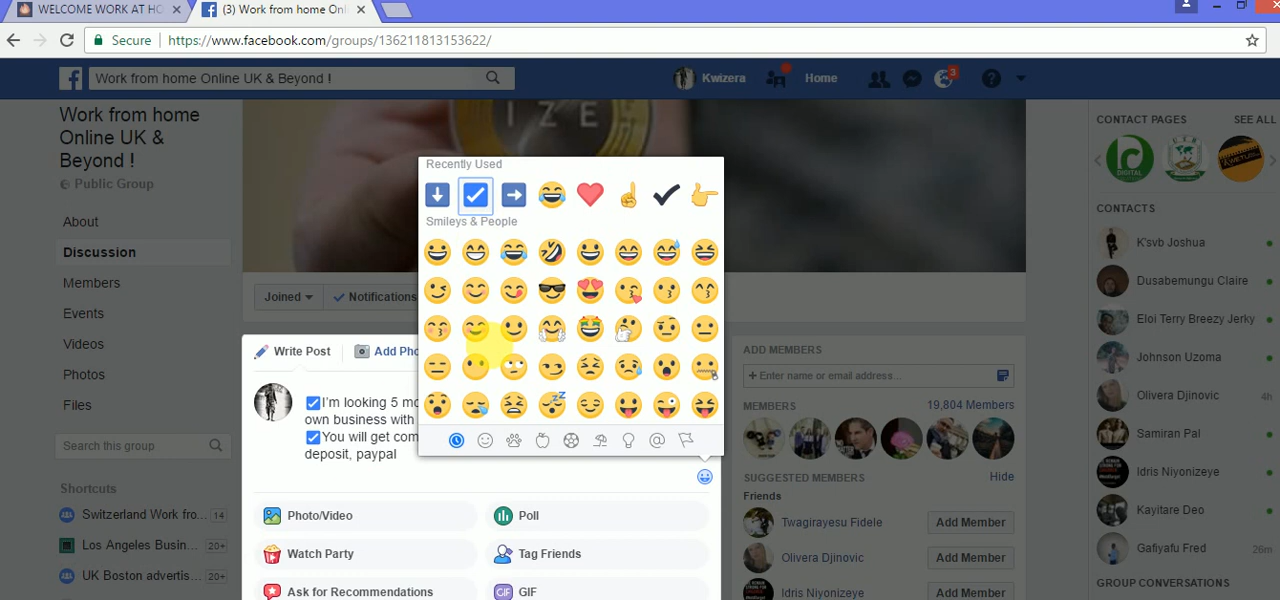 WELCOME WORK AT HO
(3) Work from home Onl
Secure
https://www.facebook.com/groups/136211813153622/
Work from home Online UK & Beyond !
Kwizera
Home
3
Work from home
Online UK &
Beyond !
Public Group
About
Discussion
Members
Events
Videos
Photos
Files
Search this group
Shortcuts
Switzerland Work fro... 14
Los Angeles Busin... 20+
UK Boston advertis... 20+
IZE
Joined
Notifications
Recently Used
Smileys & People
Write Post
Add Pho
I'm looking 5 mo
own business with
You will get com
deposit, paypal
Photo/Video
Poll
Watch Party
Tag Friends
Ask for Recommendations
GIF
GIF
ADD MEMBERS
+ Enter name or email address...
MEMBERS
19,804 Members
SUGGESTED MEMBERS
Hide
Friends
Twagirayesu Fidele
Add Member
Olivera Djinovic
Add Member
Idris Niyonizeye
Add Member
CONTACT PAGES
SEE ALL
DIGITAL
CONTACTS
K'svb Joshua
Dusabemungu Claire
Eloi Terry Breezy Jerky
Johnson Uzoma
Olivera Djinovic 4h
Samiran Pal
Idris Niyonizeye
Kayitare Deo
Gafiyafu Fred 26m
GROUP CONVERSATIONS